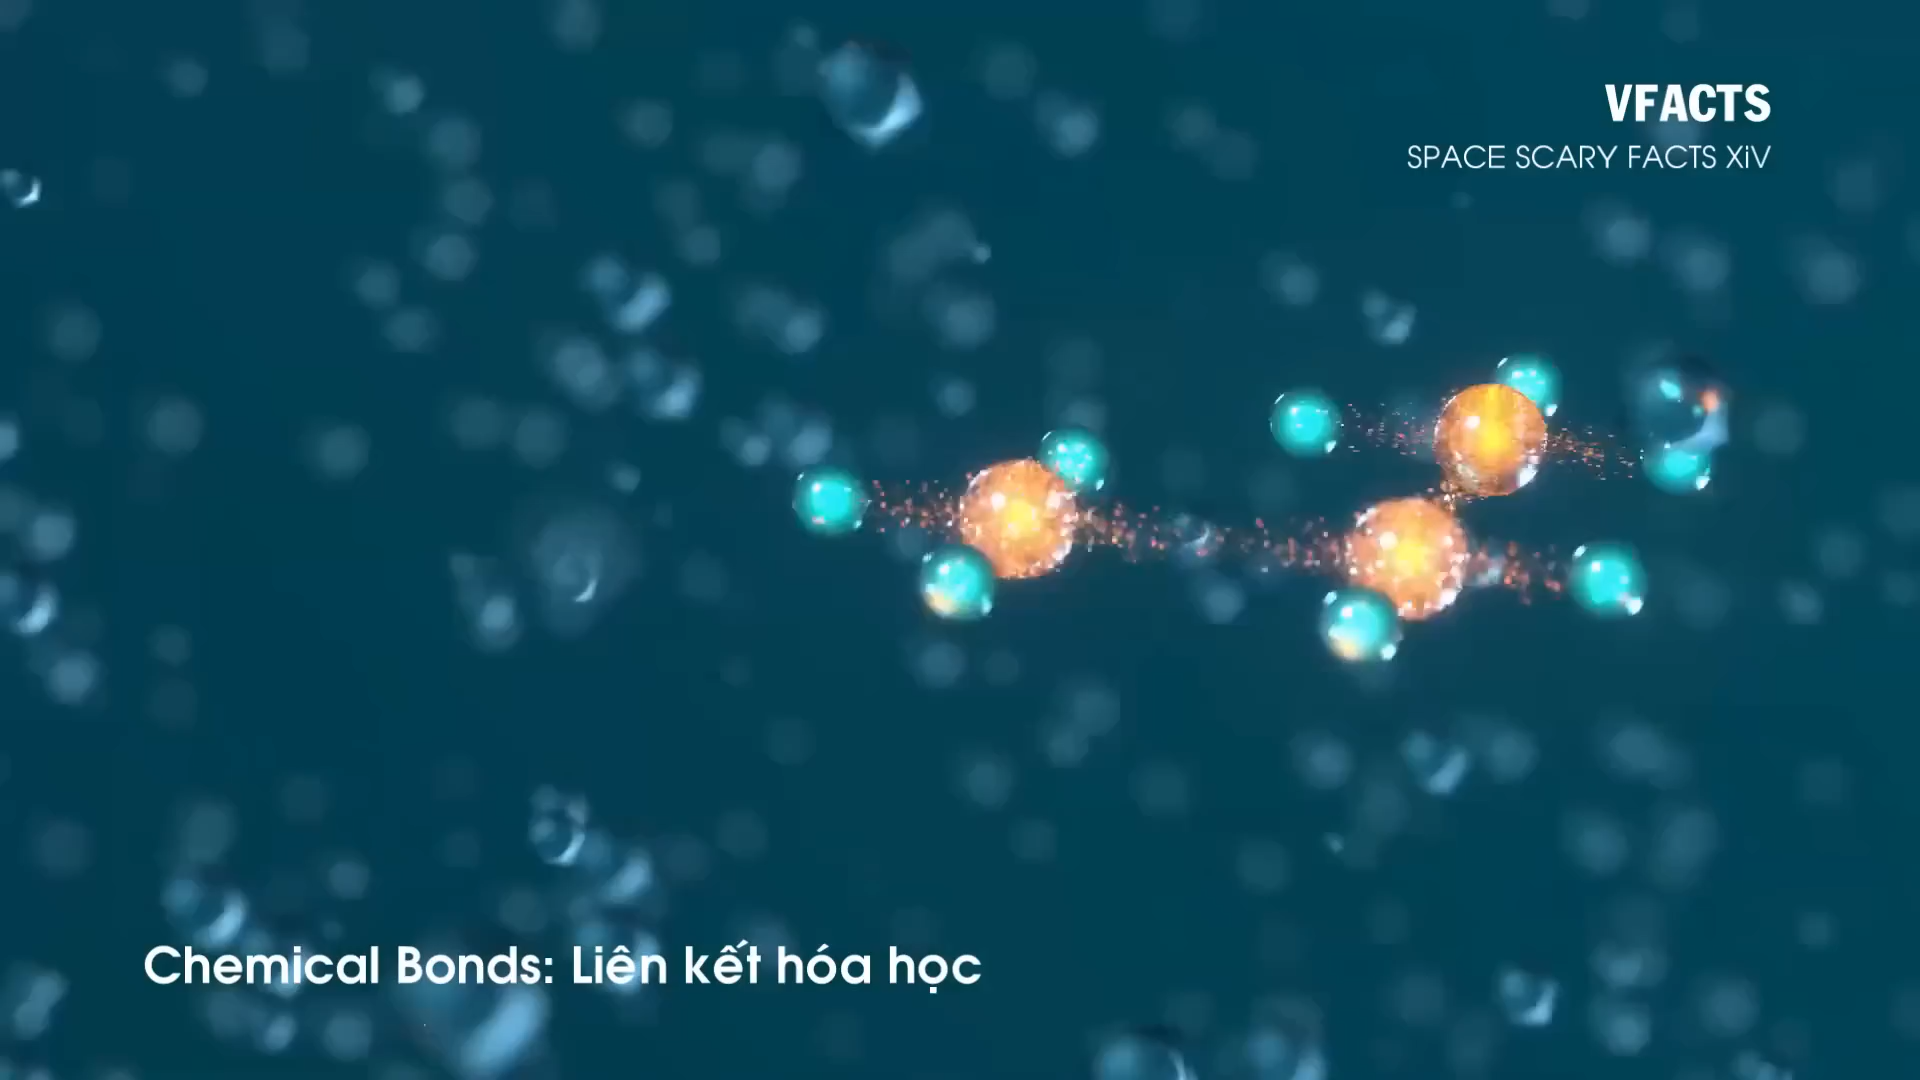 VFACTS
SPACE SCARY FACTS XiV
Chemical Bonds: Liên kết hóa học